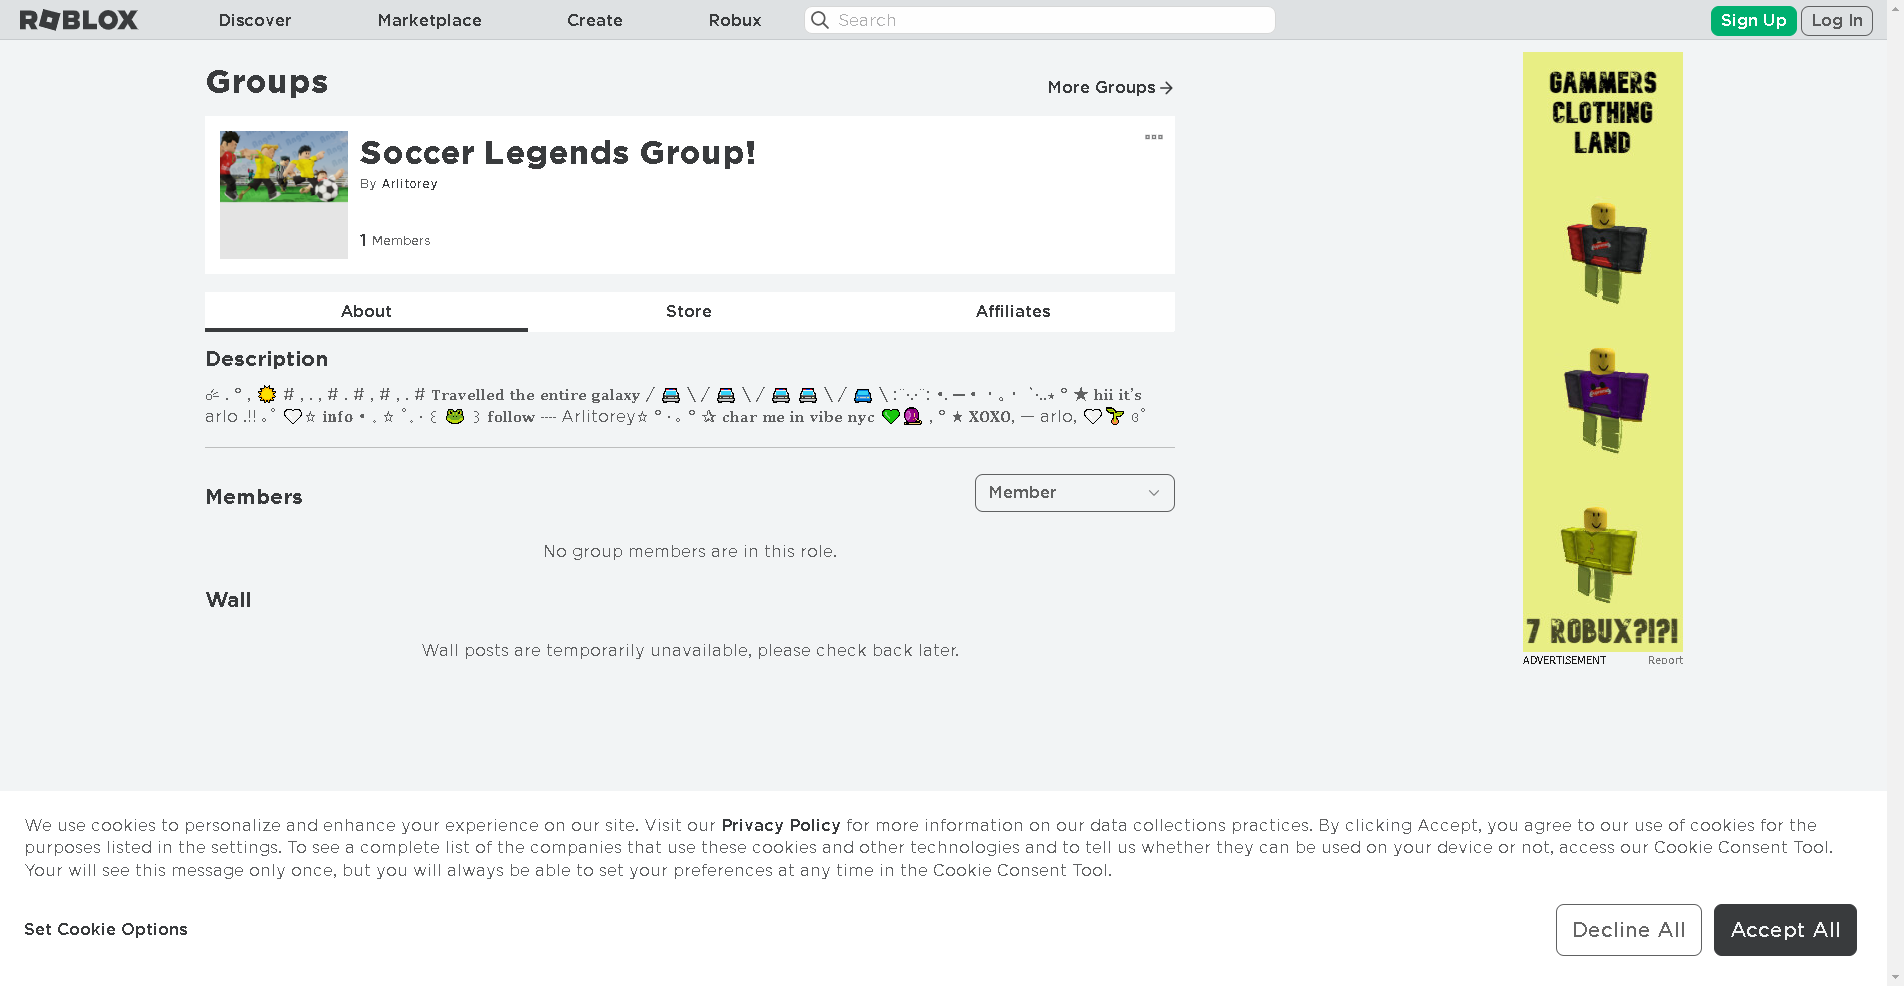 ROBLOX Discover Marketplace Create Robux Search Sign Up Log In
Groups
More Groups
Soccer Legends Group!
By Arlitorey
1 Members
About Store Affiliates
Description
. ° , 🌞 # , . , # . # , # , . # 𝐓𝐫𝐚𝐯𝐞𝐥𝐥𝐞𝐝 𝐭𝐡𝐞 𝐞𝐧𝐭𝐢𝐫𝐞 𝐠𝐚𝐥𝐚𝐱𝐲 / 🚘 \ / 🚘 \ / 🚘 🚘 \ / 🚘 \ ★ 𝐡𝐢𝐢 𝐢𝐭'𝐬
arlo .!! 🤍☆ 𝐢𝐧𝐟𝐨 • ☆ 🐸 𝐟𝐨𝐥𝐥𝐨𝐰 ┈ Arlitorey☆ ✰ 𝐜𝐡𝐚𝐫 𝐦𝐞 𝐢𝐧 𝐯𝐢𝐛𝐞 𝐧𝐲𝐜 💚🔮 , ° ★ 𝐗𝐎𝐗𝐎, — arlo, 🤍🌱
Members
Member
No group members are in this role.
Wall
Wall posts are temporarily unavailable, please check back later.
GAMMERS
CLOTHING
LAND
7 ROBUX?!?!
ADVERTISEMENT Report
We use cookies to personalize and enhance your experience on our site. Visit our Privacy Policy for more information on our data collections practices. By clicking Accept, you agree to our use of cookies for the
purposes listed in the settings. To see a complete list of the companies that use these cookies and other technologies and to tell us whether they can be used on your device or not, access our Cookie Consent Tool.
Your will see this message only once, but you will always be able to set your preferences at any time in the Cookie Consent Tool.
Set Cookie Options
Decline All
Accept All